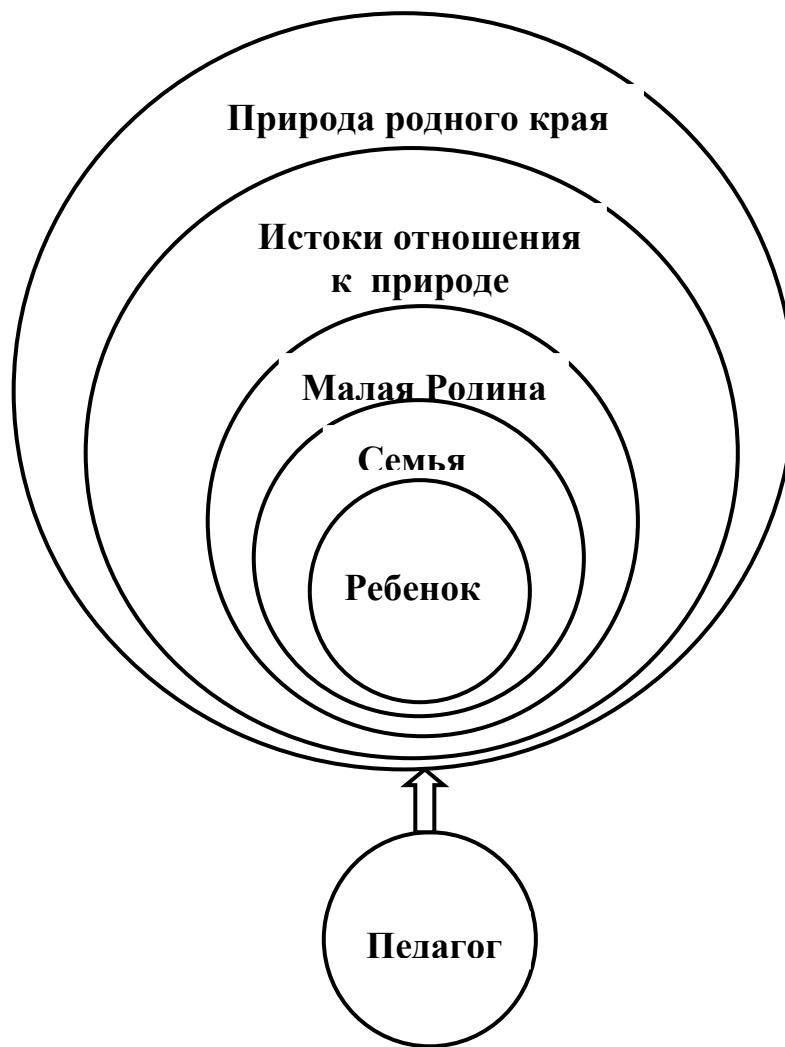 Природа родного края
Истоки отношения
к природе
Малая Родина
Семья
Ребенок
Педагог